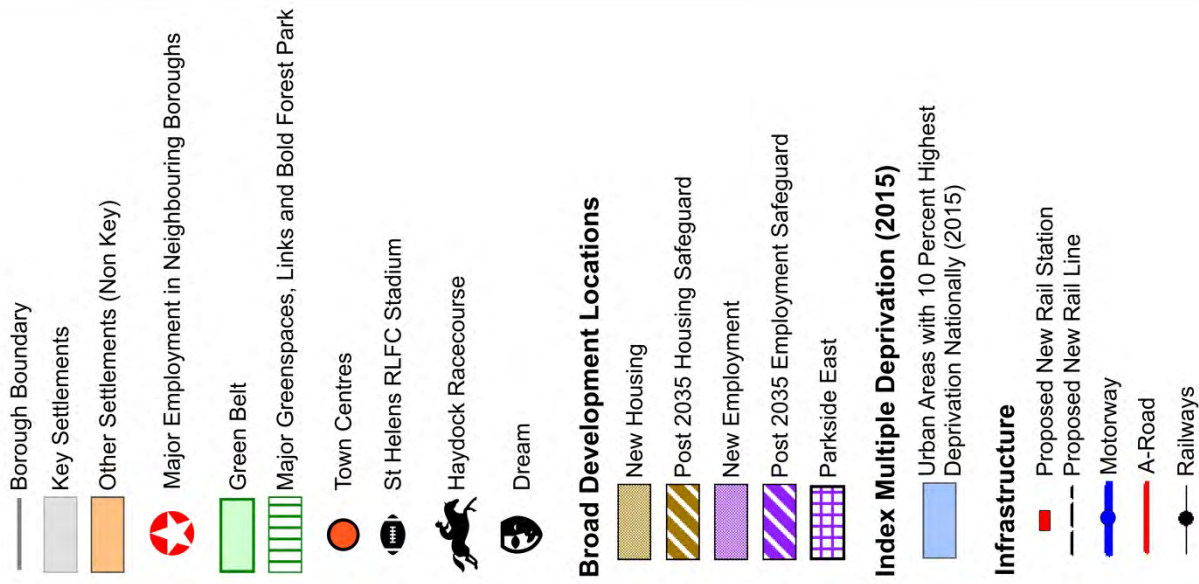 Borough Boundary
Key Settlements
Other Settlements (Non Key)
Major Employment in Neighbouring Boroughs
Green Belt
Major Greenspaces, Links and Bold Forest Park
Town Centres
St Helens RLFC Stadium
Haydock Racecourse
Dream
Broad Development Locations
New Housing
Post 2035 Housing Safeguard
New Employment
Post 2035 Employment Safeguard
Parkside East
Index Multiple Deprivation (2015)
Urban Areas with 10 Percent Highest
Deprivation Nationally (2015)
Infrastructure
Proposed New Rail Station
Proposed New Rail Line
Motorway
A-Road
Railways